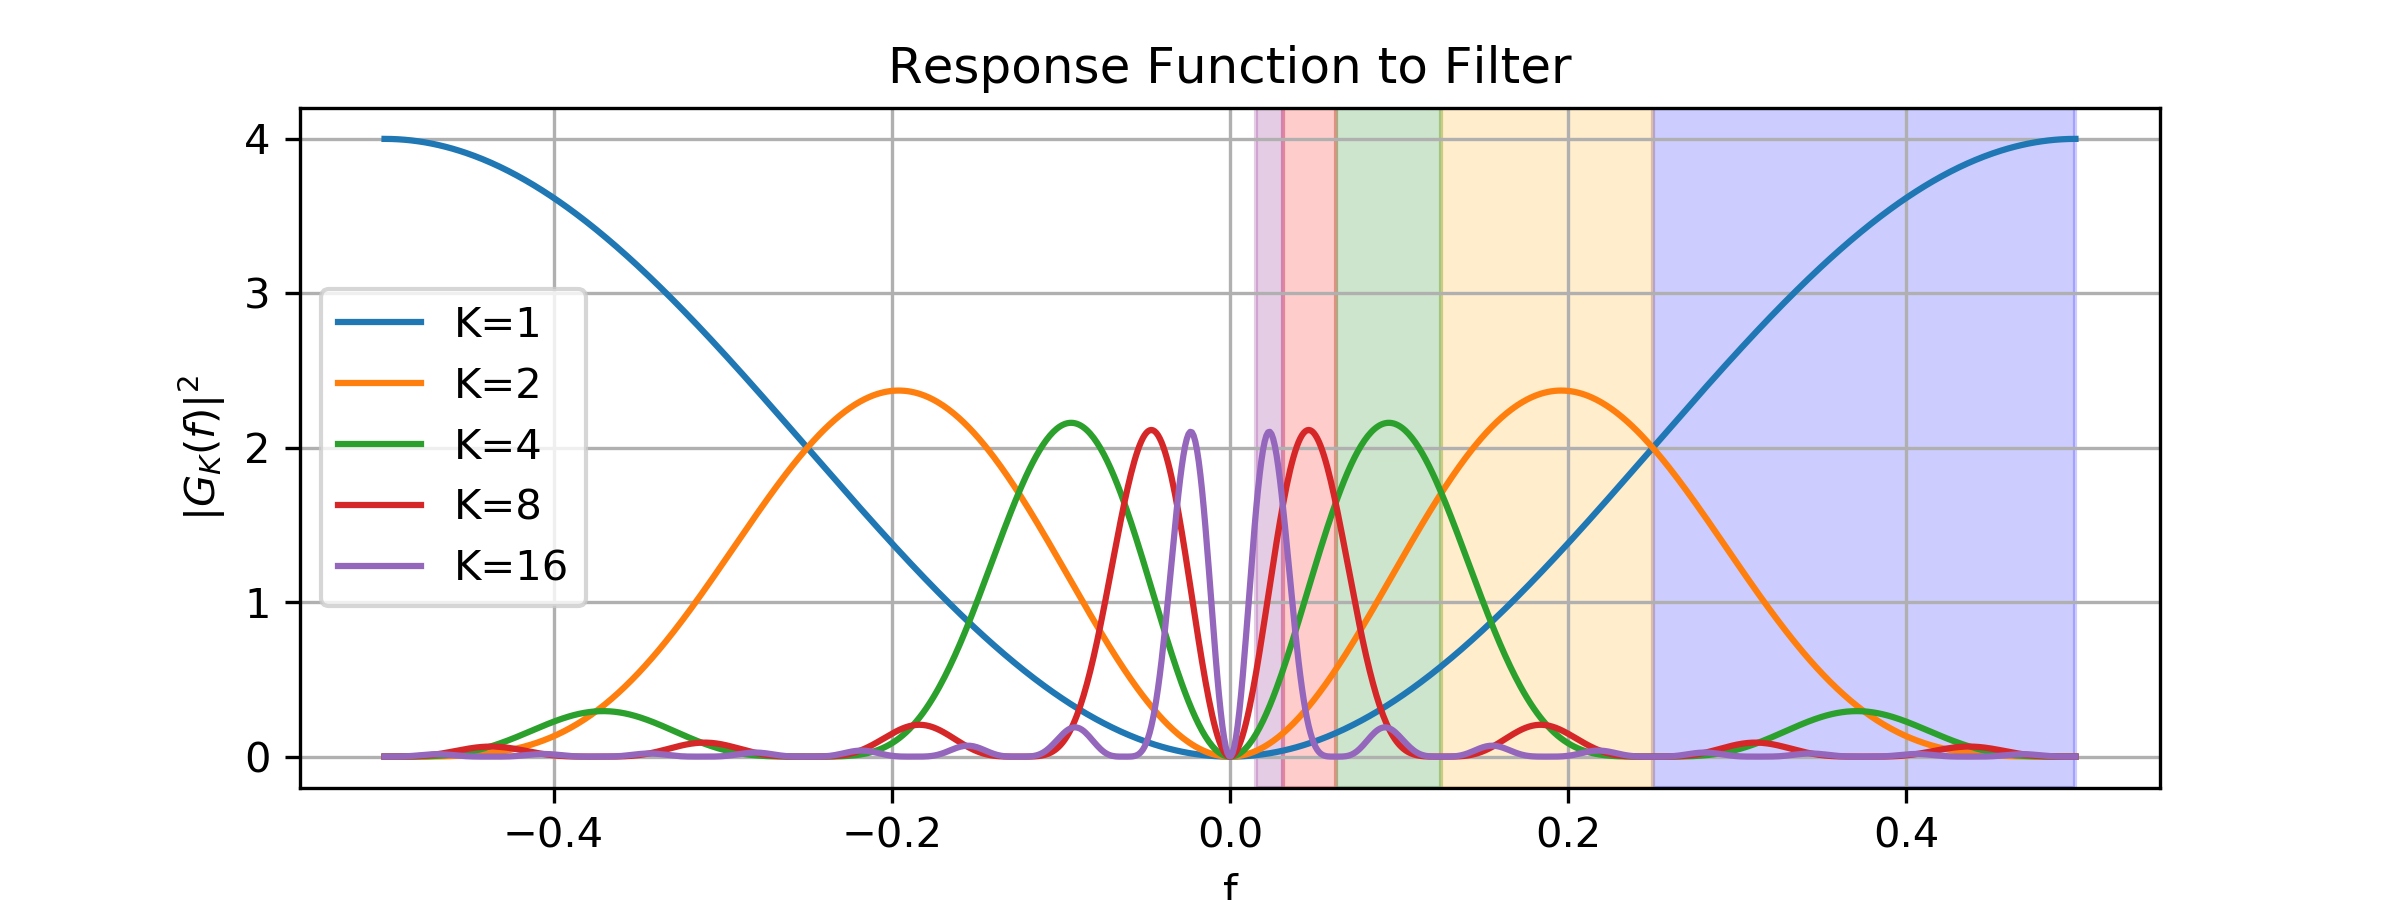 Response Function to Filter
4
3
2
1
0
|G_K(f)|²
K=1
K=2
K=4
K=8
K=16
−0.4 −0.2 0.0 0.2 0.4
f